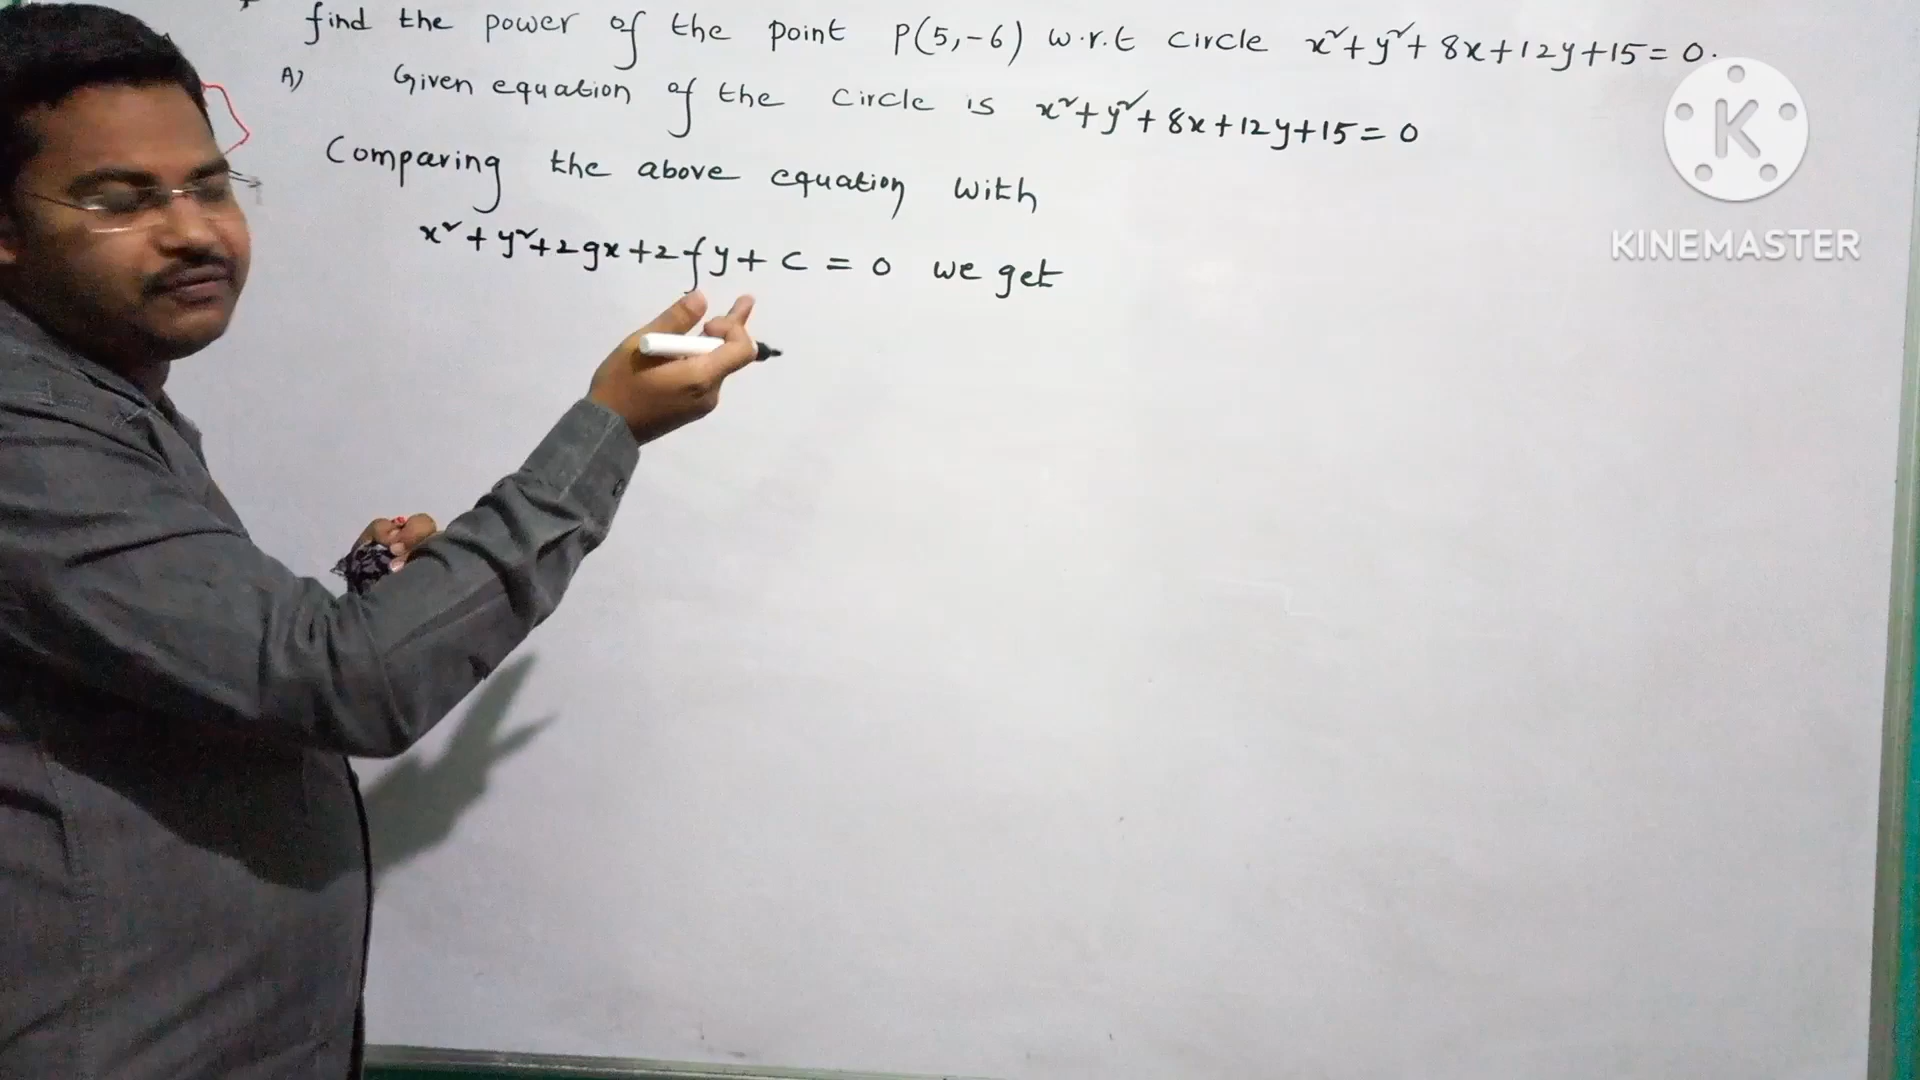 find the power of the point P(5,-6) w.r.t circle x²+y²+8x+12y+15=0.
A) Given equation of the circle is x²+y²+8x+12y+15=0
Comparing the above equation with
x²+y²+2gx+2fy+c=0 we get
K
KINEMASTER